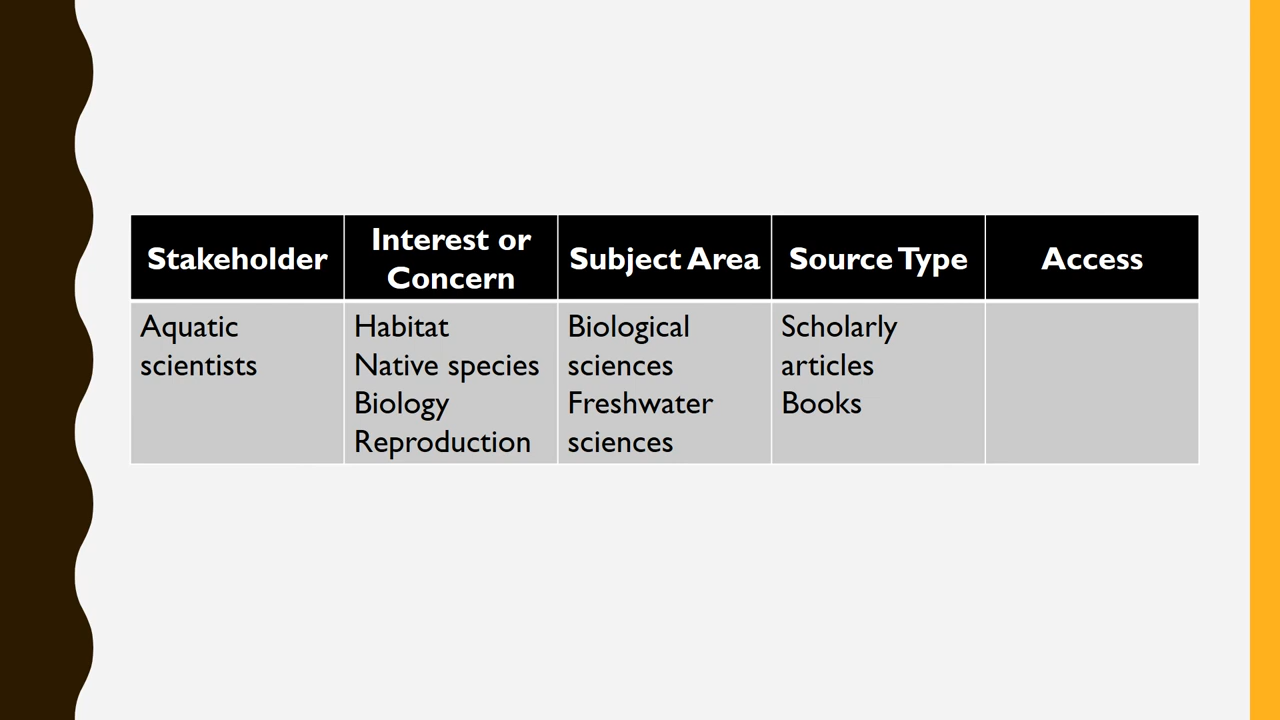 Stakeholder
Interest or
Concern
Subject Area
Source Type
Access
Aquatic
scientists
Habitat
Native species
Biology
Reproduction
Biological
sciences
Freshwater
sciences
Scholarly
articles
Books